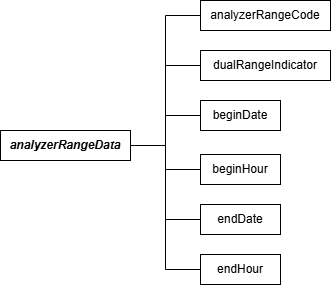 analyzerRangeCode
dualRangeIndicator
beginDate
analyzerRangeData
beginHour
endDate
endHour